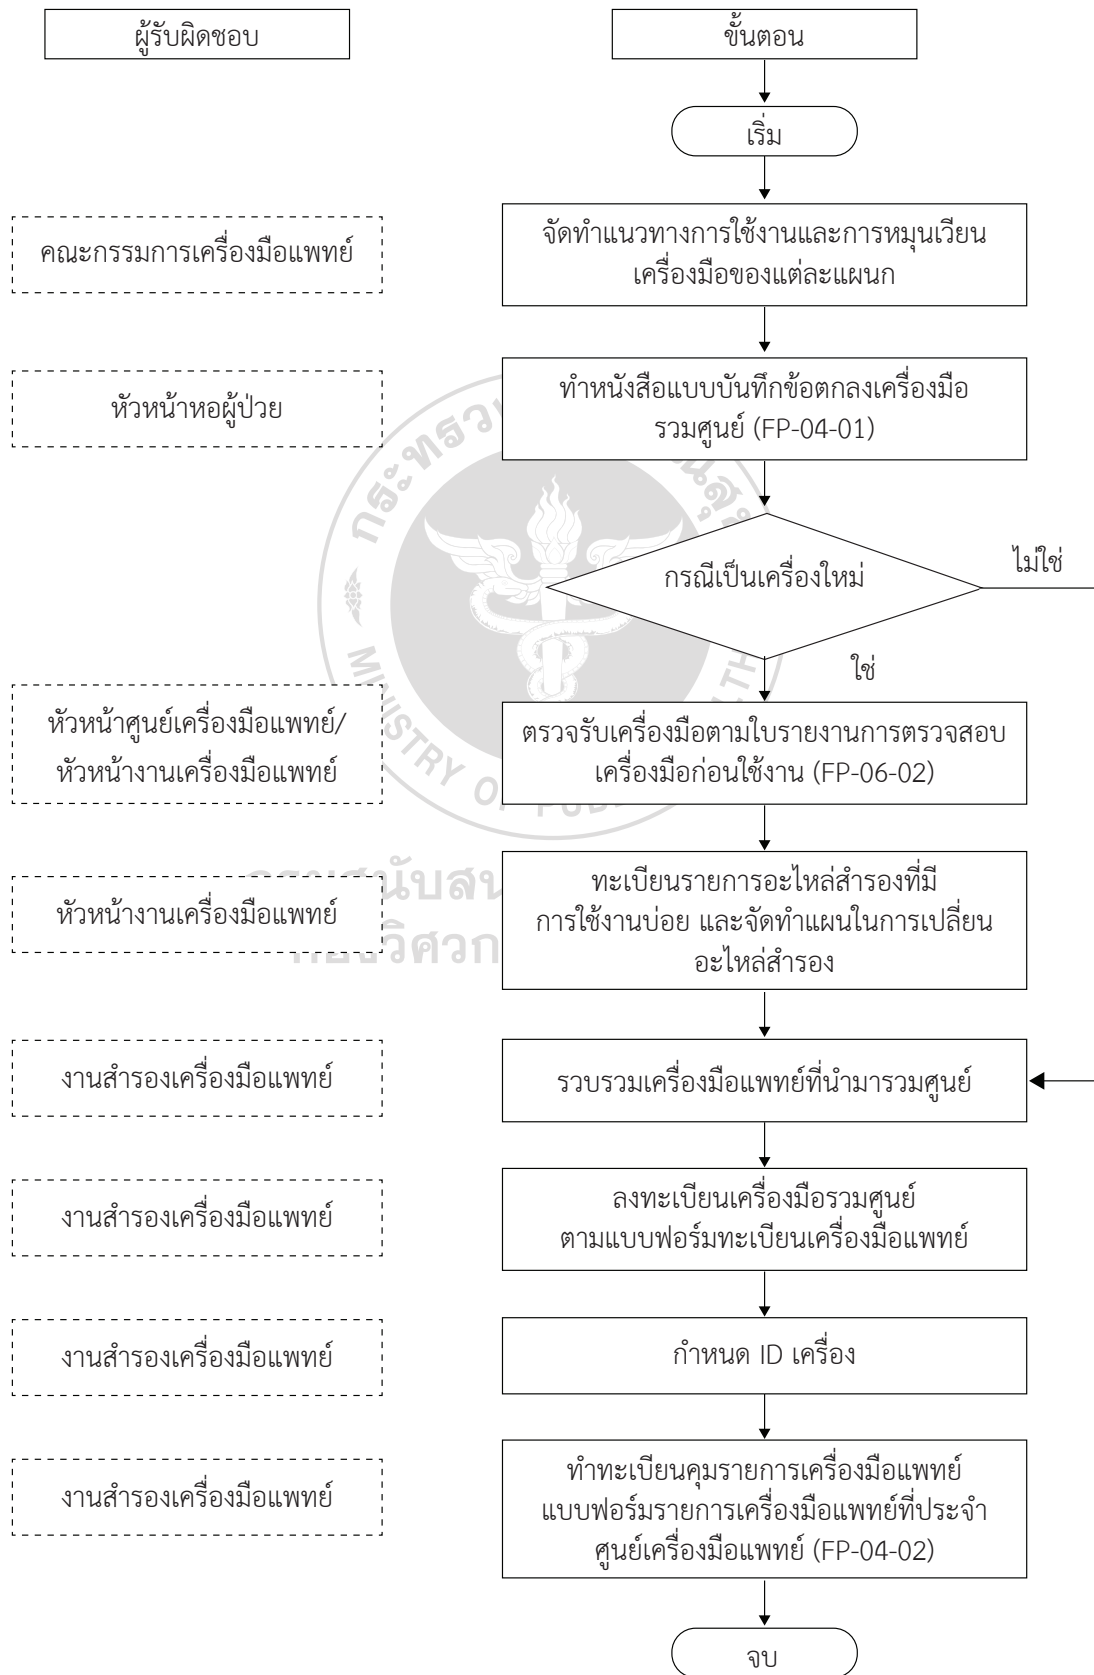 ผู้รับผิดชอบ
ขั้นตอน
เริ่ม
คณะกรรมการเครื่องมือแพทย์
จัดทำแนวทางการใช้งานและการหมุนเวียน
เครื่องมือของแต่ละแผนก
หัวหน้าหอผู้ป่วย
ทำหนังสือแบบบันทึกข้อตกลงเครื่องมือ
รวมศูนย์ (FP-04-01)
กรณีเป็นเครื่องใหม่
ไม่ใช่
ใช่
หัวหน้าศูนย์เครื่องมือแพทย์/
หัวหน้างานเครื่องมือแพทย์
ตรวจรับเครื่องมือตามใบรายงานการตรวจสอบ
เครื่องมือก่อนใช้งาน (FP-06-02)
MINISTRY OF
หัวหน้างานเครื่องมือแพทย์
ทะเบียนรายการอะไหล่สำรองที่มี
การใช้งานบ่อย และจัดทำแผนในการเปลี่ยน
อะไหล่สำรอง
งานสำรองเครื่องมือแพทย์
รวบรวมเครื่องมือแพทย์ที่นำมารวมศูนย์
งานสำรองเครื่องมือแพทย์
ลงทะเบียนเครื่องมือรวมศูนย์
ตามแบบฟอร์มทะเบียนเครื่องมือแพทย์
งานสำรองเครื่องมือแพทย์
กำหนด ID เครื่อง
งานสำรองเครื่องมือแพทย์
ทำทะเบียนคุมรายการเครื่องมือแพทย์
แบบฟอร์มรายการเครื่องมือแพทย์ที่ประจำ
ศูนย์เครื่องมือแพทย์ (FP-04-02)
จบ